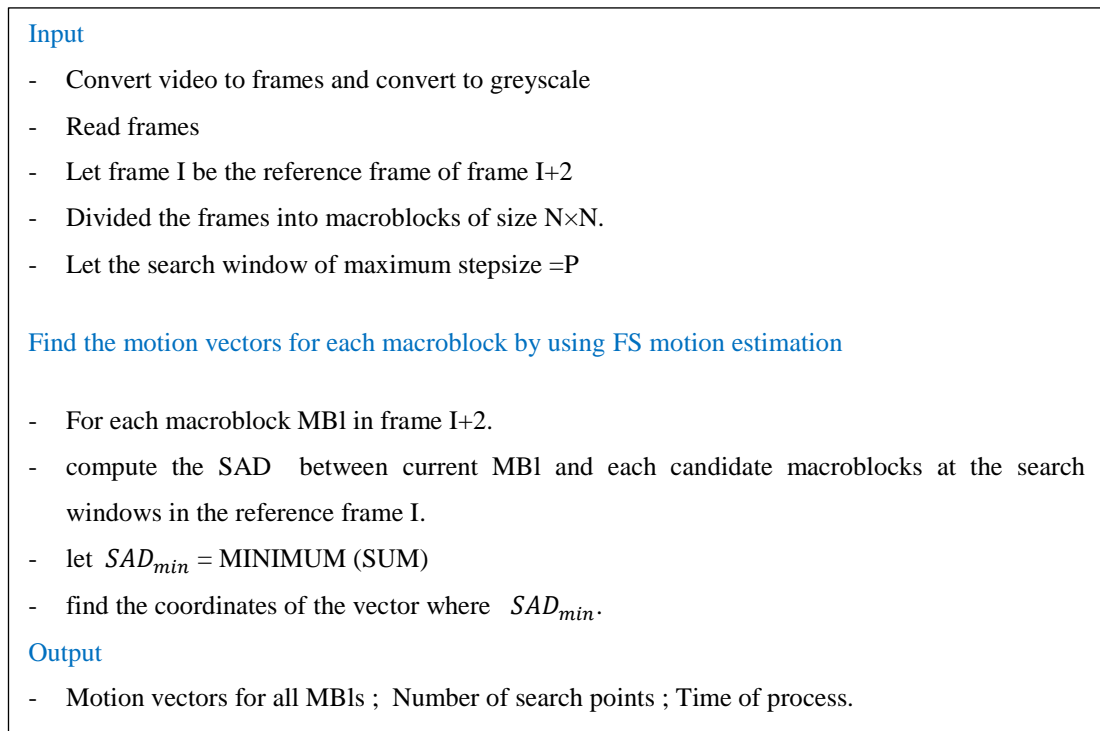 Input
- Convert video to frames and convert to greyscale
- Read frames
- Let frame I be the reference frame of frame I+2
- Divided the frames into macroblocks of size N×N.
- Let the search window of maximum stepsize =P
Find the motion vectors for each macroblock by using FS motion estimation
- For each macroblock MBl in frame I+2.
- compute the SAD between current MBl and each candidate macroblocks at the search
windows in the reference frame I.
- let SAD_min = MINIMUM (SUM)
- find the coordinates of the vector where SAD_min.
Output
- Motion vectors for all MBls ; Number of search points ; Time of process.